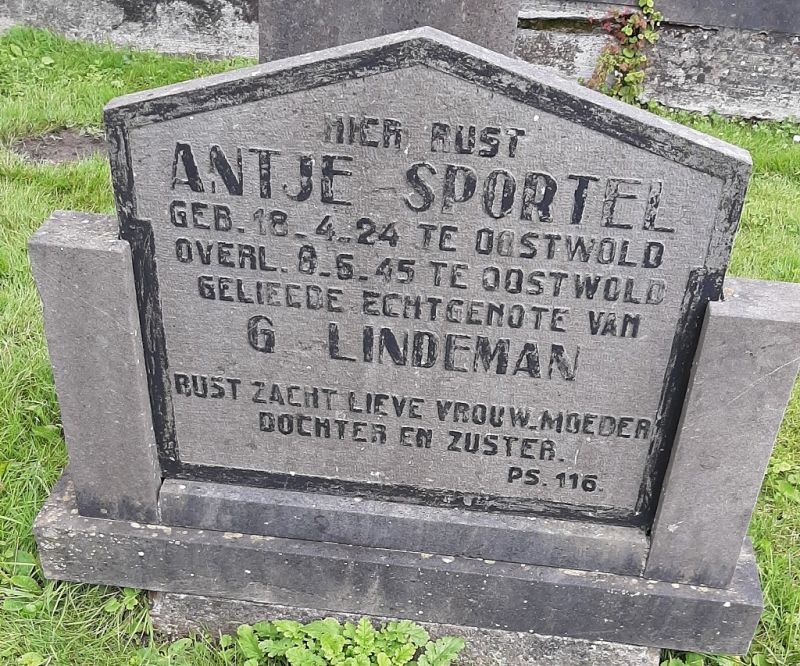 HIER RUST
ANTJE SPORTEL
GEB. 18-4-24 TE OOSTWOLD
OVERL. 8-5-45 TE OOSTWOLD
GELIEFDE ECHTGENOTE VAN
G LINDEMAN
RUST ZACHT LIEVE VROUW-MOEDER
DOCHTER EN ZUSTER.
PS. 116.